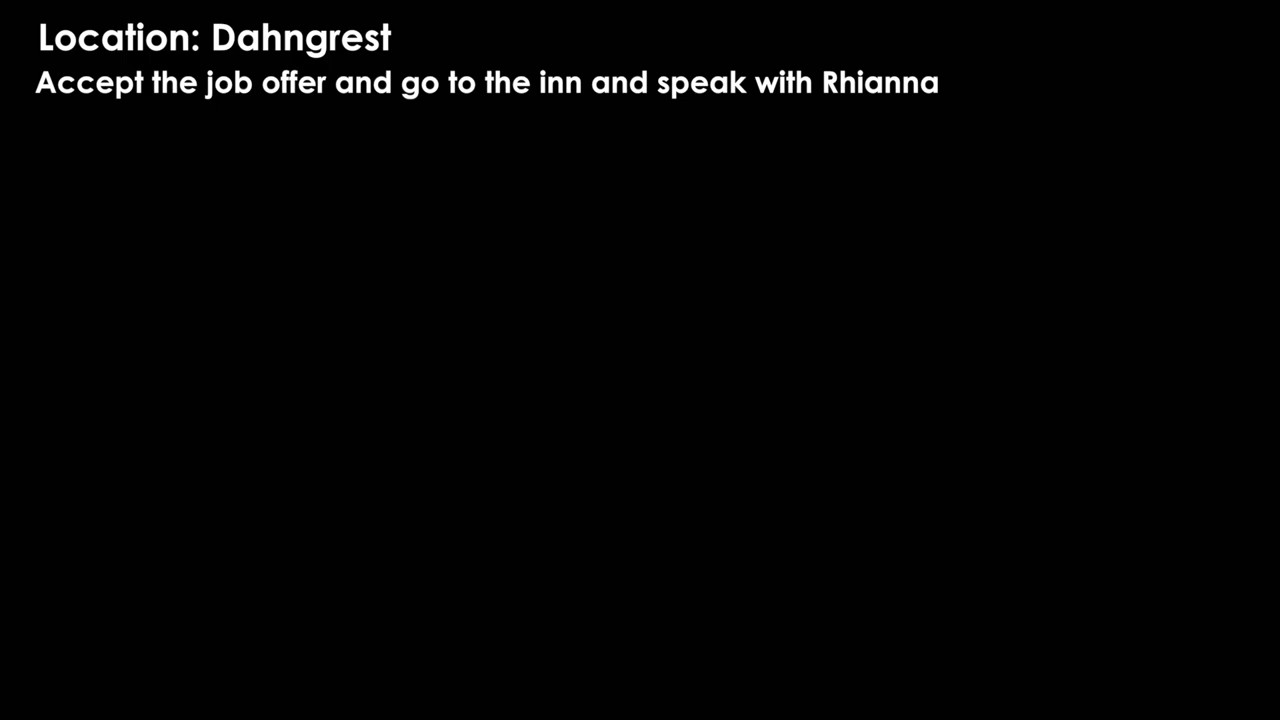 Location: Dahngrest
Accept the job offer and go to the inn and speak with Rhianna